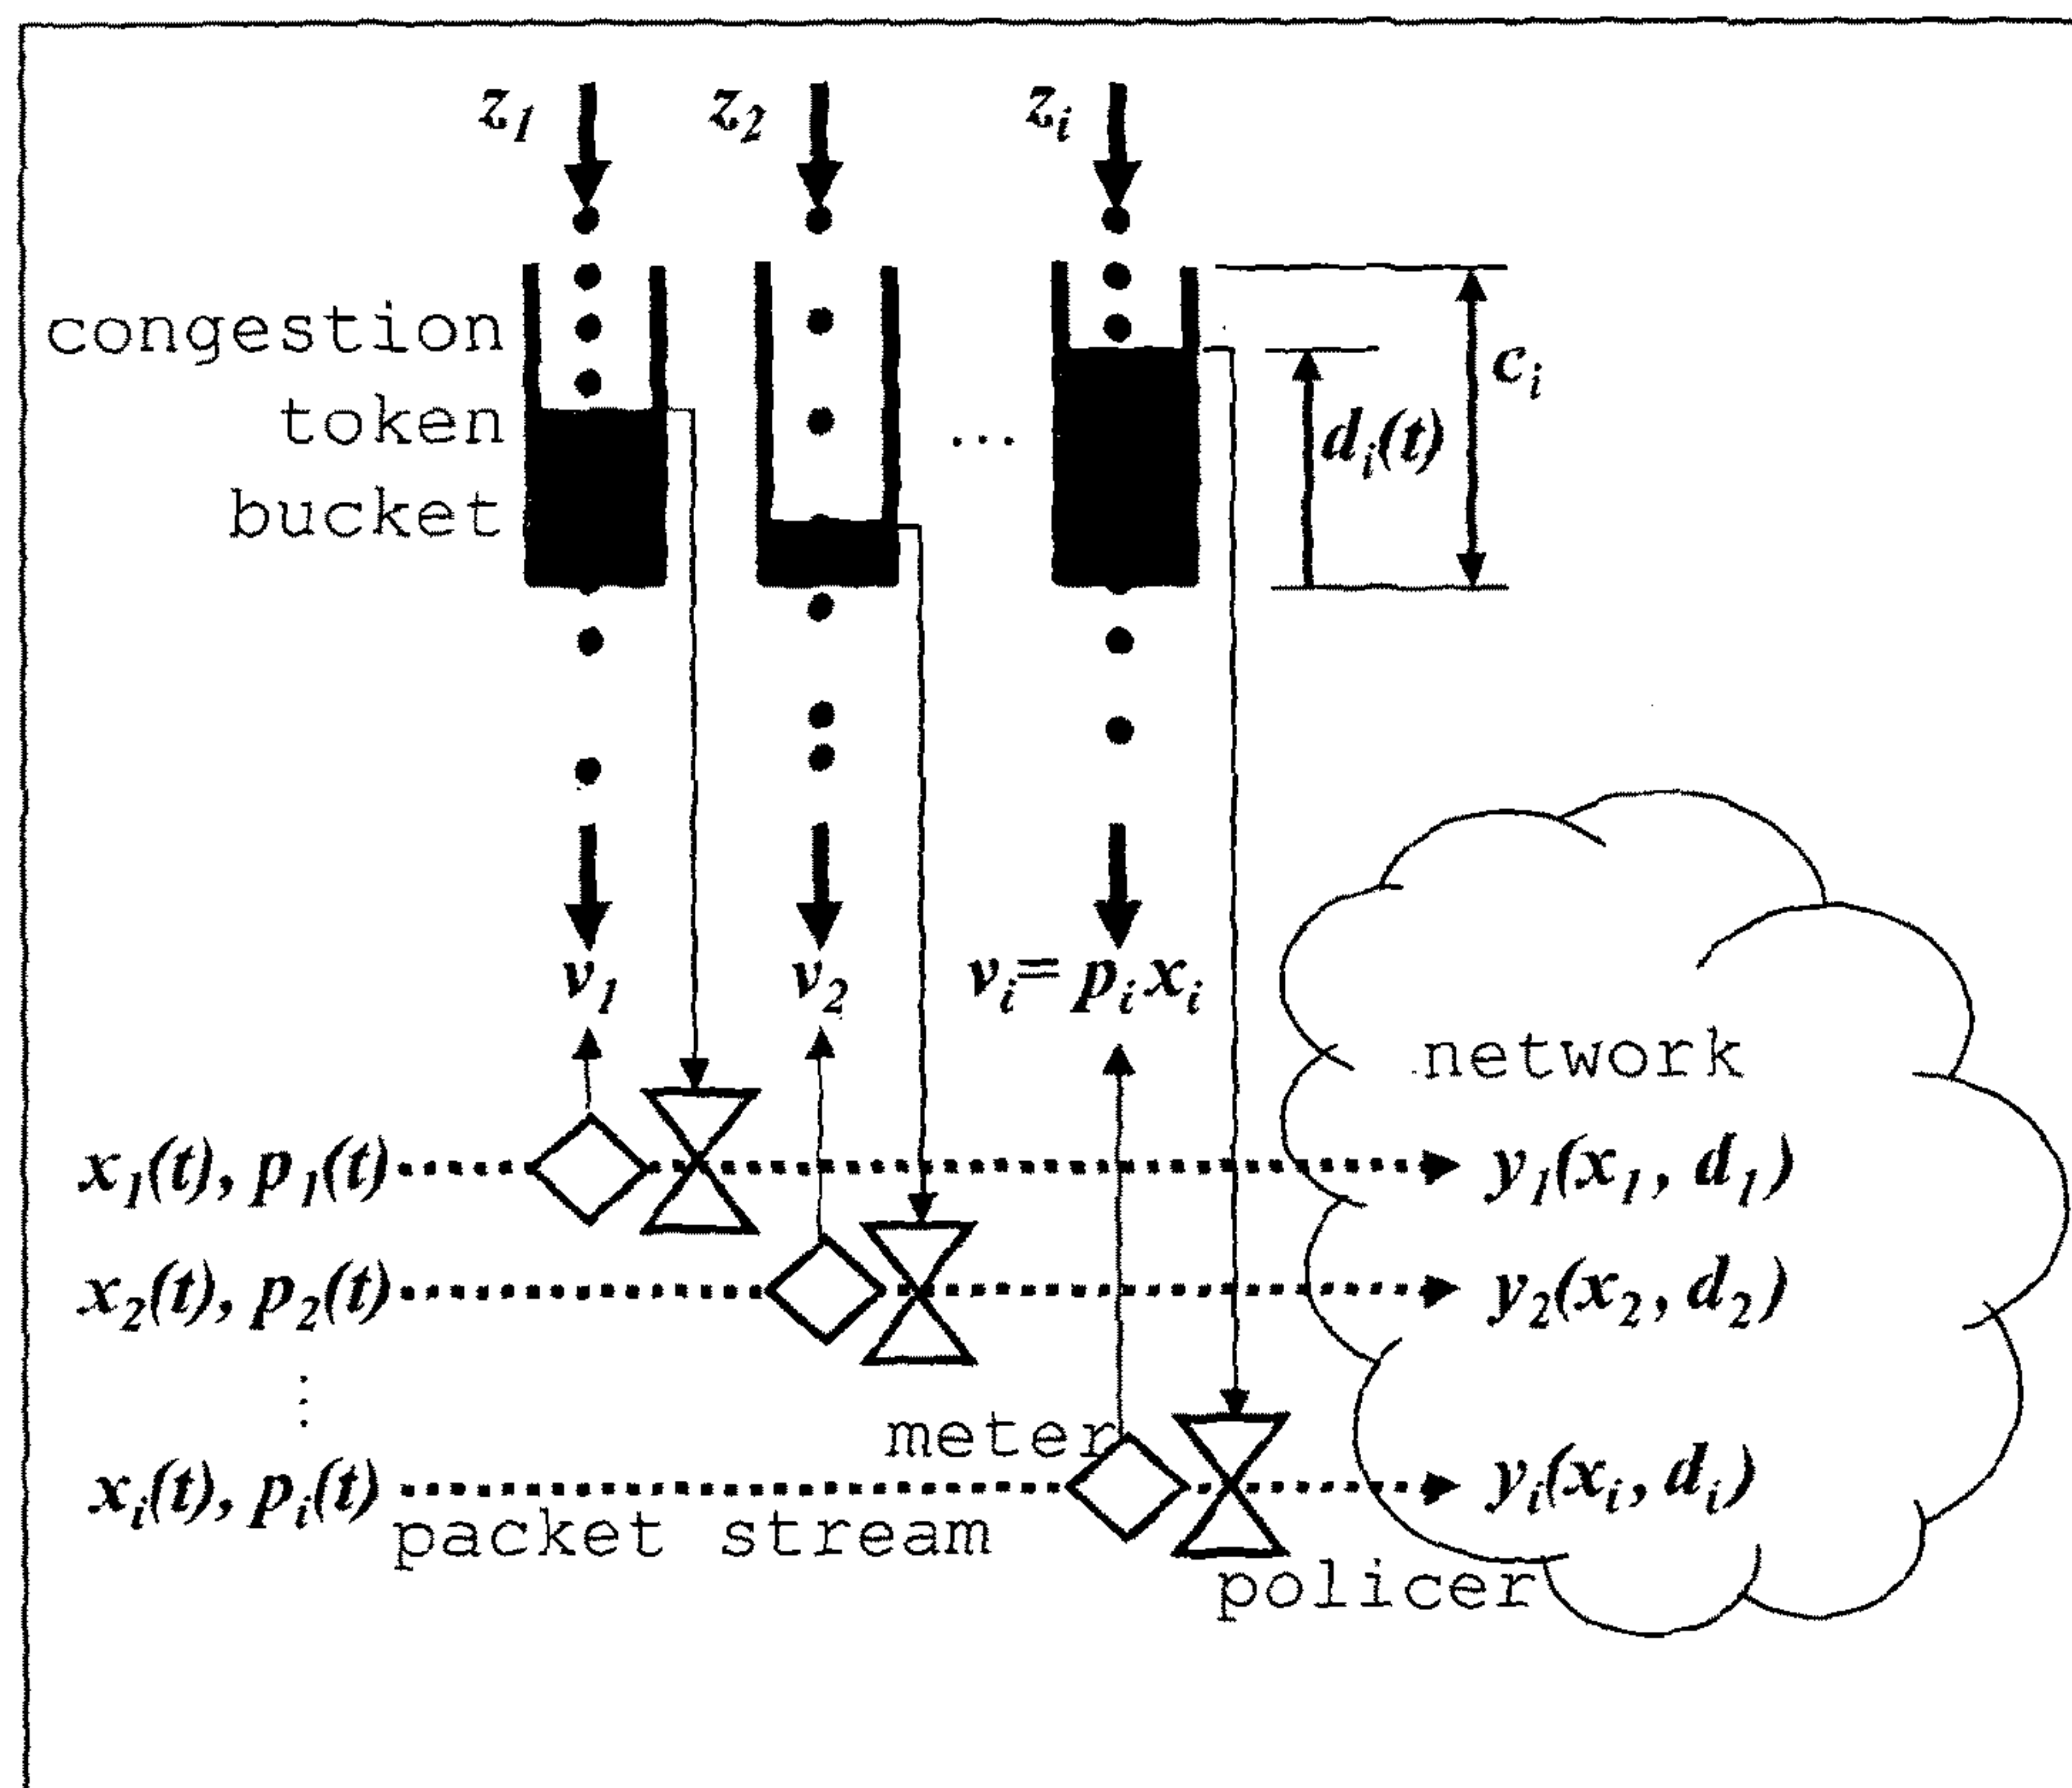 z₁ z₂ zᵢ
congestion
token
bucket
...
cᵢ
dᵢ(t)
v₁ v₂ vᵢ= pᵢxᵢ
network
x₁(t), p₁(t) y₁(x₁, d₁)
x₂(t), p₂(t) y₂(x₂, d₂)
⋮
meter
xᵢ(t), pᵢ(t) yᵢ(xᵢ, dᵢ)
packet stream
policer